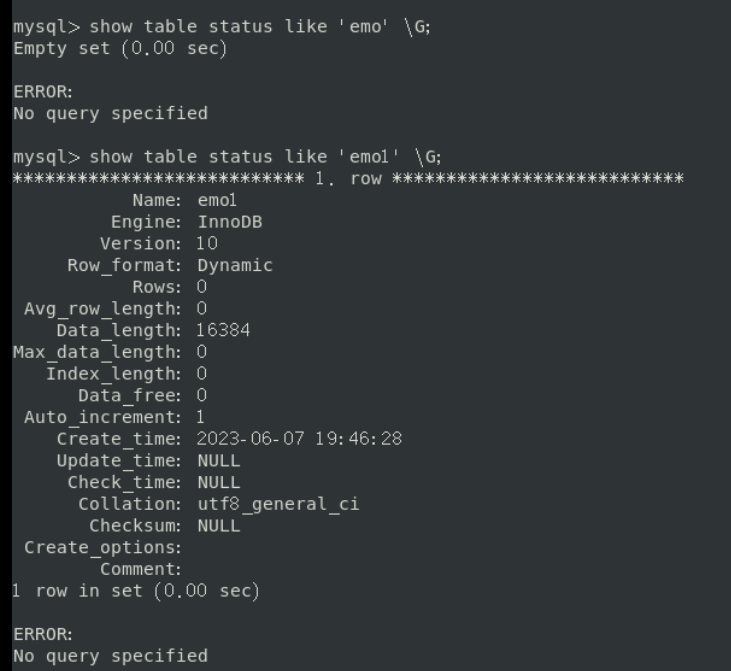 mysql> show table status like 'emo' \G;
Empty set (0.00 sec)
ERROR:
No query specified
mysql> show table status like 'emo1' \G;
*************************** 1. row ***************************
Name: emo1
Engine: InnoDB
Version: 10
Row_format: Dynamic
Rows: 0
Avg_row_length: 0
Data_length: 16384
Max_data_length: 0
Index_length: 0
Data_free: 0
Auto_increment: 1
Create_time: 2023-06-07 19:46:28
Update_time: NULL
Check_time: NULL
Collation: utf8_general_ci
Checksum: NULL
Create_options:
Comment:
1 row in set (0.00 sec)
ERROR:
No query specified